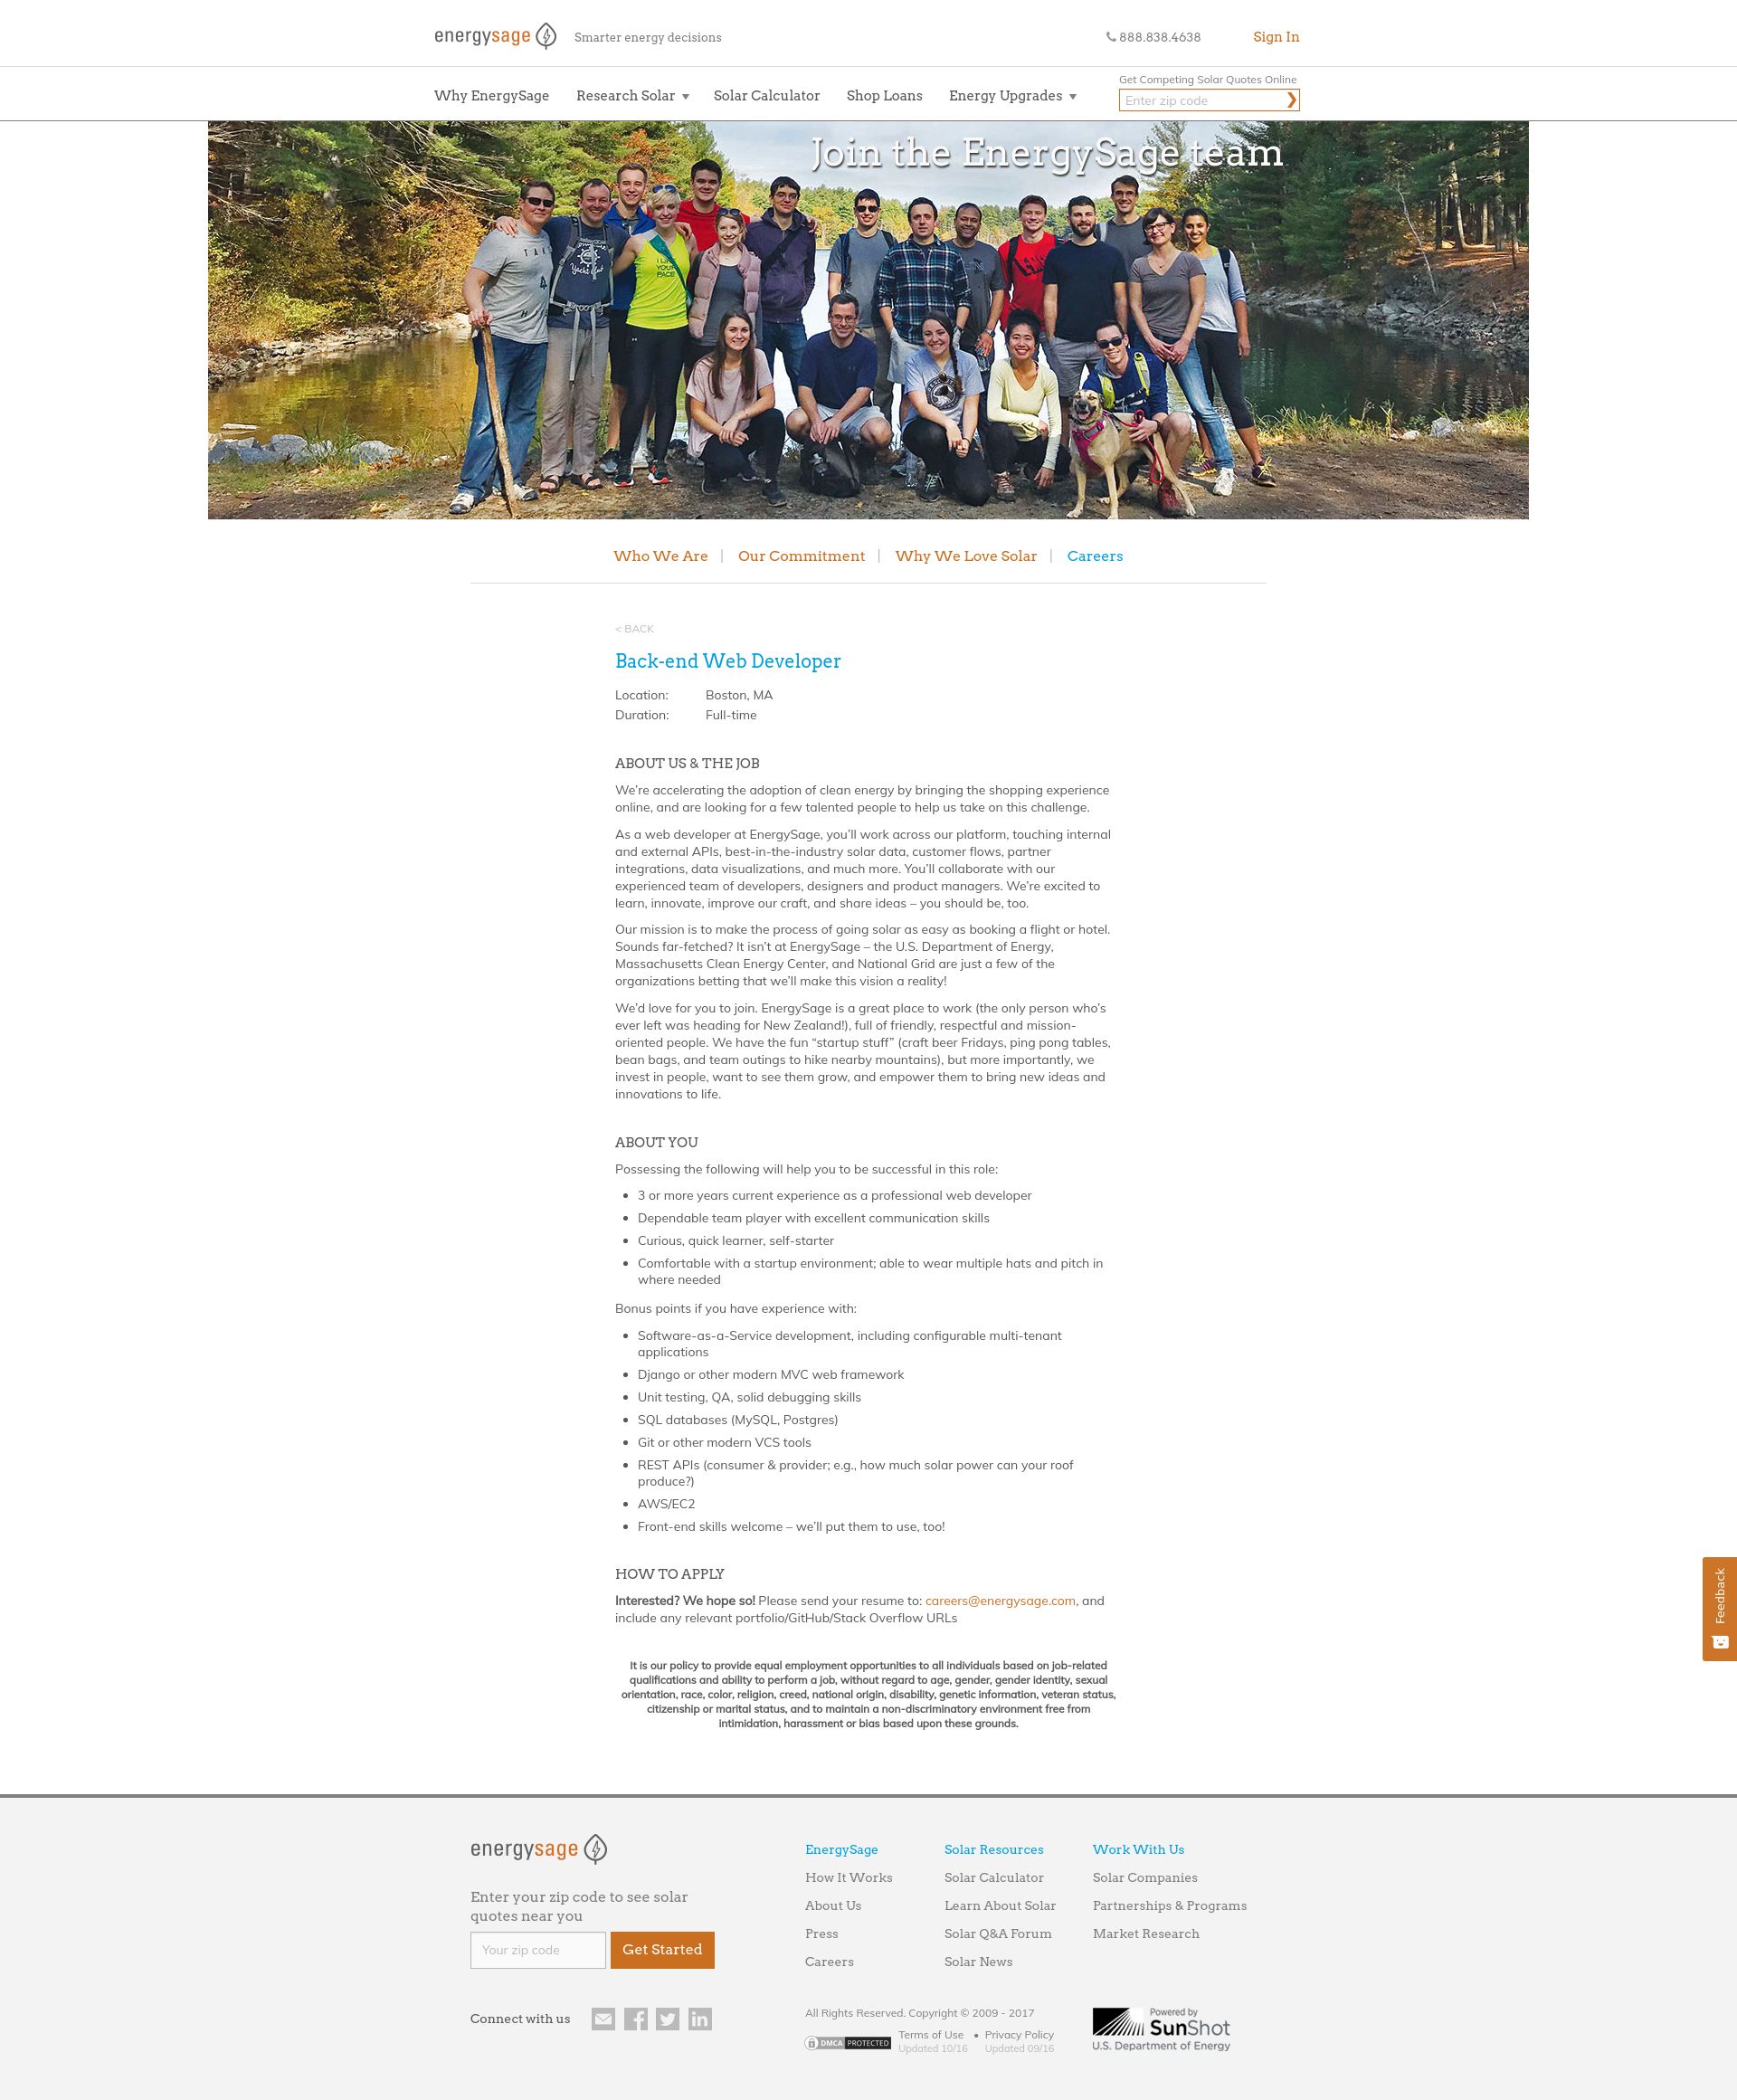 energysage
Smarter energy decisions
888.838.4638
Sign In
Why EnergySage
Research Solar
Solar Calculator
Shop Loans
Energy Upgrades
Get Competing Solar Quotes Online
Enter zip code
Join the EnergySage team
Who We Are
Our Commitment
Why We Love Solar
Careers
< BACK
Back-end Web Developer
Location: Boston, MA
Duration: Full-time
ABOUT US & THE JOB
We’re accelerating the adoption of clean energy by bringing the shopping experience
online, and are looking for a few talented people to help us take on this challenge.
As a web developer at EnergySage, you’ll work across our platform, touching internal
and external APIs, best-in-the-industry solar data, customer flows, partner
integrations, data visualizations, and much more. You’ll collaborate with our
experienced team of developers, designers and product managers. We’re excited to
learn, innovate, improve our craft, and share ideas – you should be, too.
Our mission is to make the process of going solar as easy as booking a flight or hotel.
Sounds far-fetched? It isn’t at EnergySage – the U.S. Department of Energy,
Massachusetts Clean Energy Center, and National Grid are just a few of the
organizations betting that we’ll make this vision a reality!
We’d love for you to join. EnergySage is a great place to work (the only person who’s
ever left was heading for New Zealand!), full of friendly, respectful and mission-
oriented people. We have the fun “startup stuff” (craft beer Fridays, ping pong tables,
bean bags, and team outings to hike nearby mountains), but more importantly, we
invest in people, want to see them grow, and empower them to bring new ideas and
innovations to life.
ABOUT YOU
Possessing the following will help you to be successful in this role:
• 3 or more years current experience as a professional web developer
• Dependable team player with excellent communication skills
• Curious, quick learner, self-starter
• Comfortable with a startup environment; able to wear multiple hats and pitch in
where needed
Bonus points if you have experience with:
• Software-as-a-Service development, including configurable multi-tenant
applications
• Django or other modern MVC web framework
• Unit testing, QA, solid debugging skills
• SQL databases (MySQL, Postgres)
• Git or other modern VCS tools
• REST APIs (consumer & provider; e.g., how much solar power can your roof
produce?)
• AWS/EC2
• Front-end skills welcome – we’ll put them to use, too!
HOW TO APPLY
Interested? We hope so! Please send your resume to: careers@energysage.com, and
include any relevant portfolio/GitHub/Stack Overflow URLs
Feedback
It is our policy to provide equal employment opportunities to all individuals based on job-related
qualifications and ability to perform a job, without regard to age, gender, gender identity, sexual
orientation, race, color, religion, creed, national origin, disability, genetic information, veteran status,
citizenship or marital status, and to maintain a non-discriminatory environment free from
intimidation, harassment or bias based upon these grounds.
energysage
Enter your zip code to see solar
quotes near you
Your zip code
Get Started
Connect with us
EnergySage
How It Works
About Us
Press
Careers
Solar Resources
Solar Calculator
Learn About Solar
Solar Q&A Forum
Solar News
Work With Us
Solar Companies
Partnerships & Programs
Market Research
All Rights Reserved. Copyright © 2009 - 2017
DMCA PROTECTED
Terms of Use • Privacy Policy
Updated 10/16 Updated 09/16
Powered by
SunShot
U.S. Department of Energy